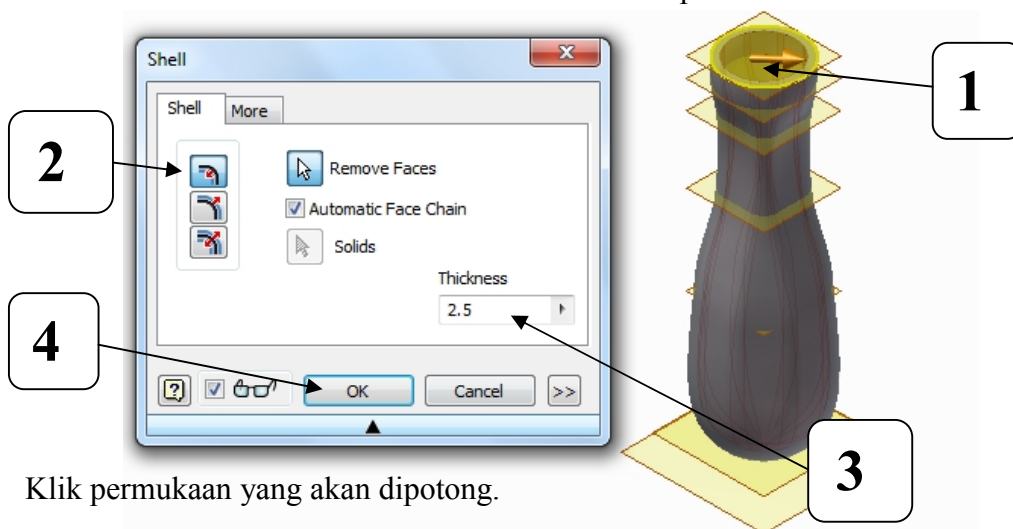 Shell
1
Shell More
2
Remove Faces
Automatic Face Chain
Solids
Thickness
2.5
4
OK Cancel >>
3
Klik permukaan yang akan dipotong.